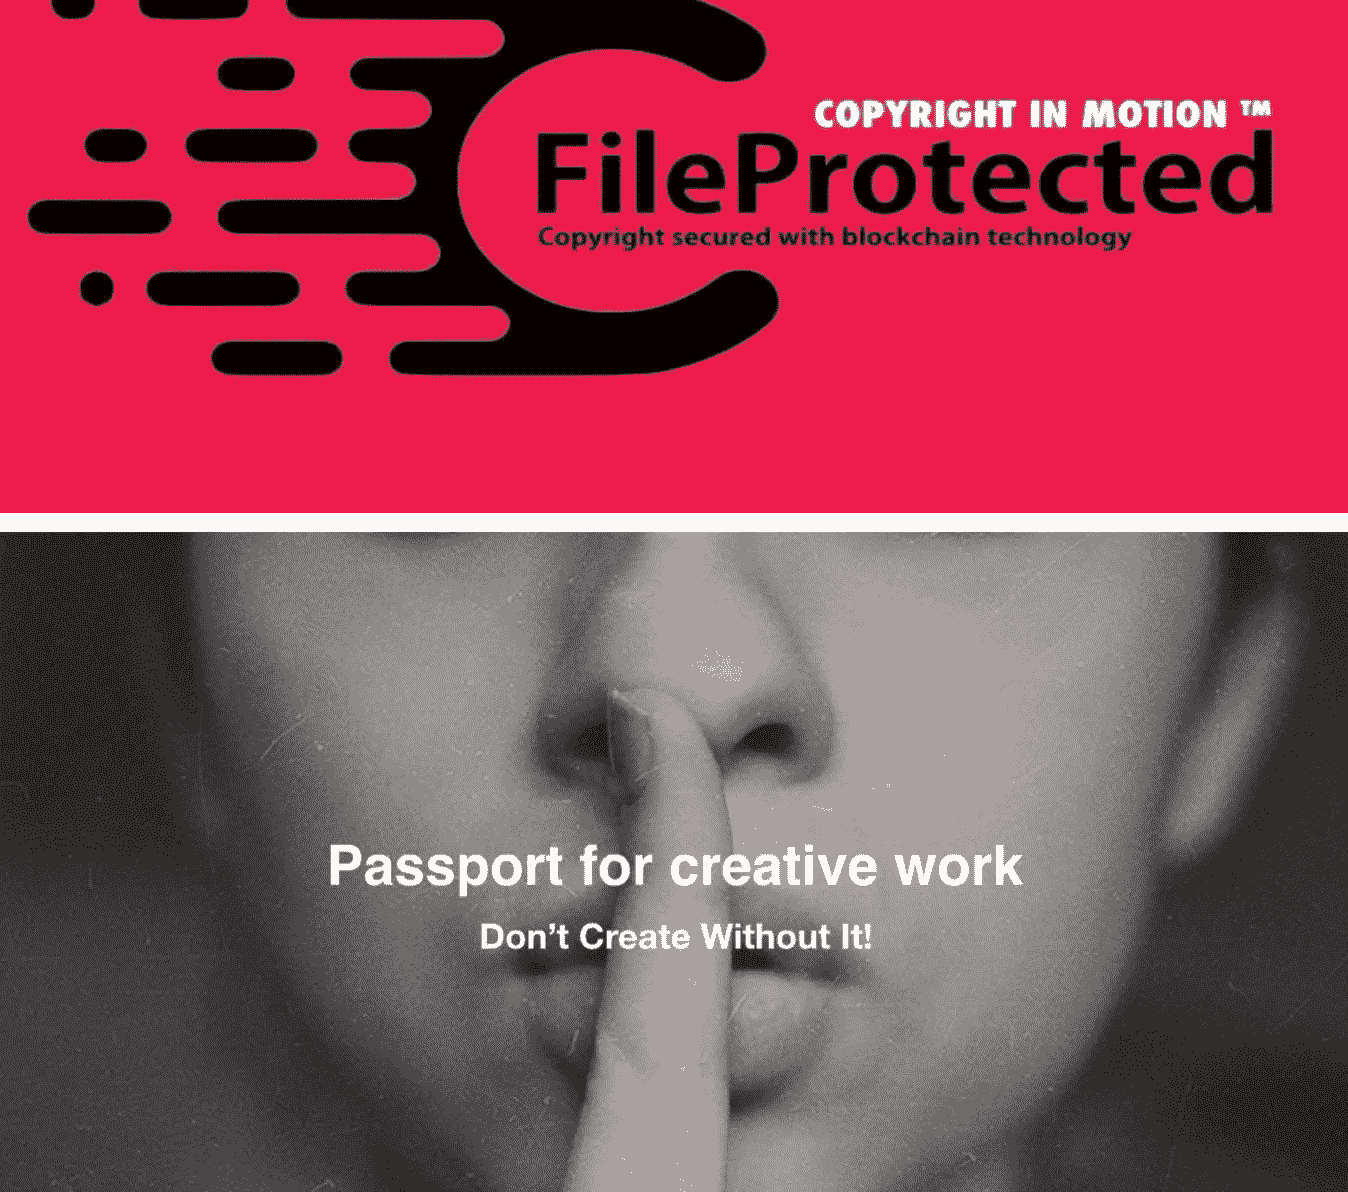 COPYRIGHT IN MOTION ™
FileProtected
Copyright secured with blockchain technology
Passport for creative work
Don’t Create Without It!